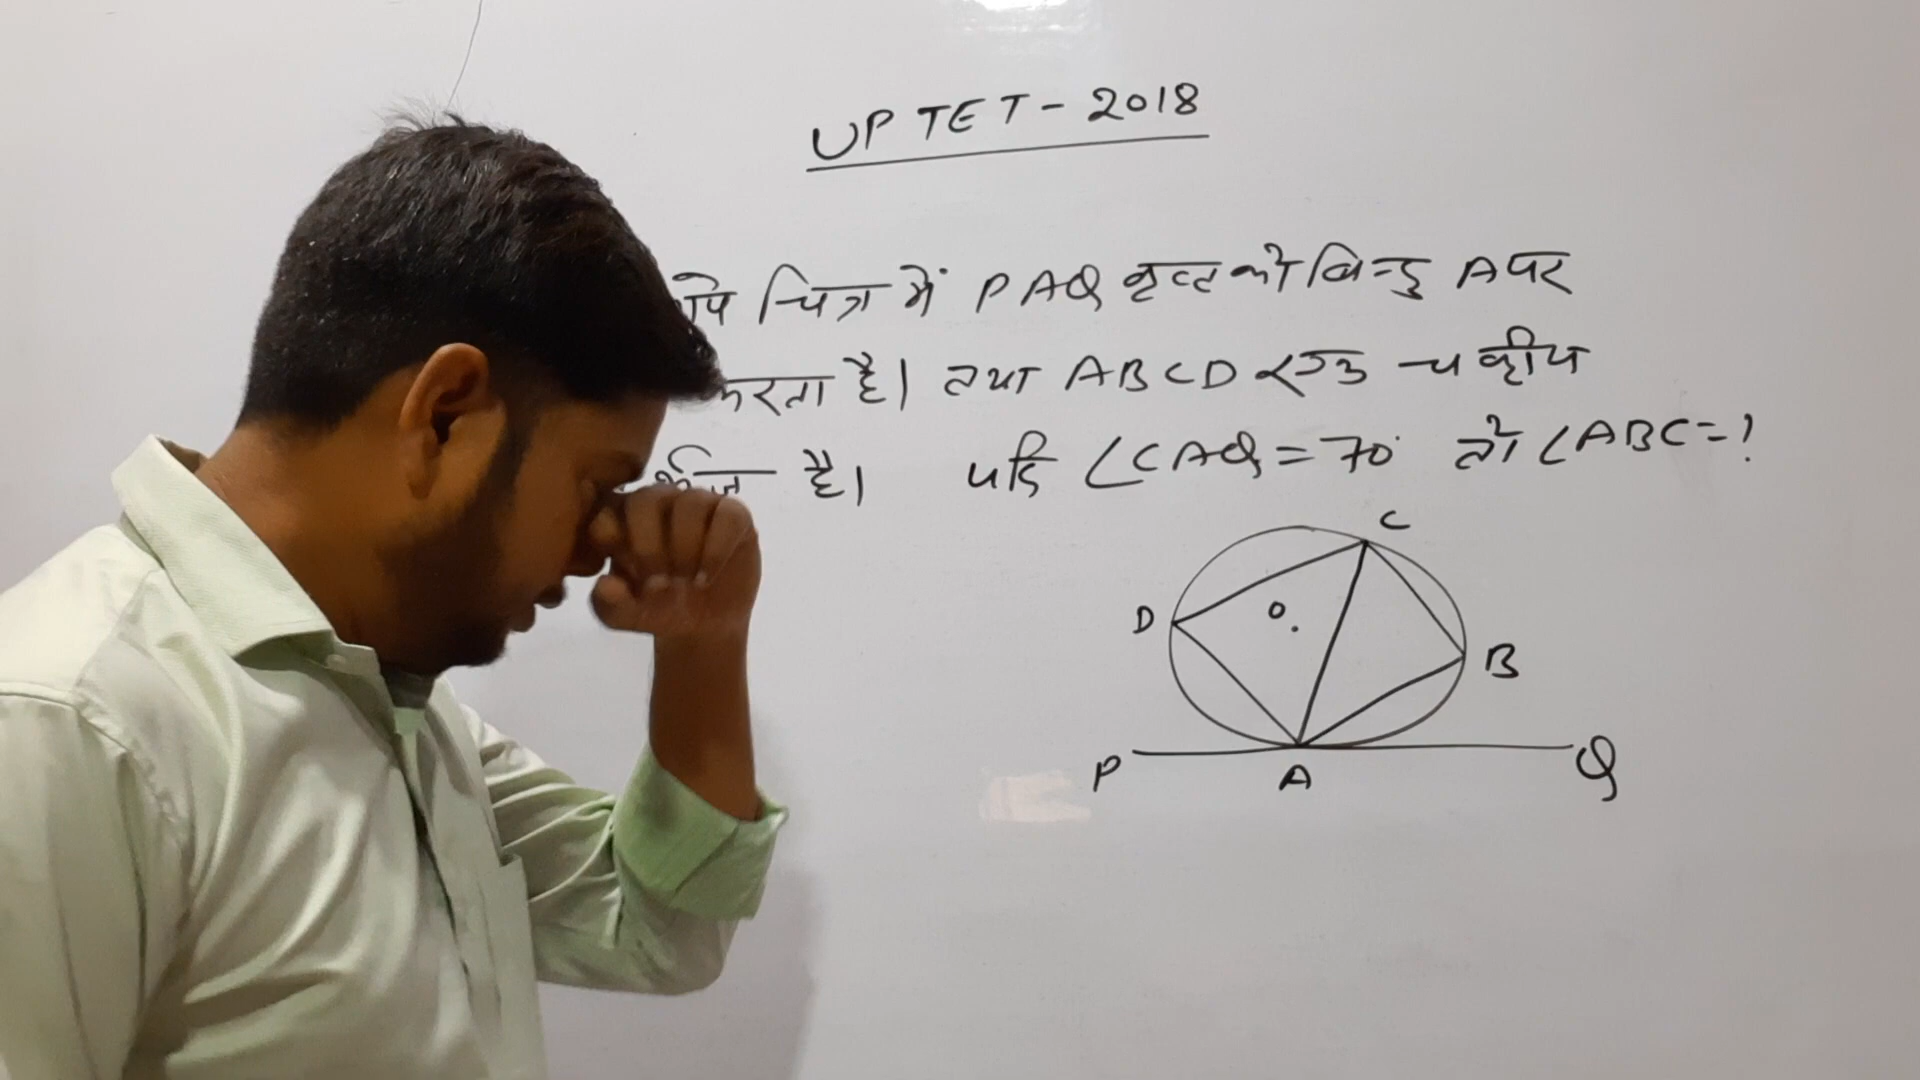 UP TET - 2018
चित्र में PAQ वृत्त को बिन्दु A पर
करता है। तथा ABCD एक चक्रीय
है। यदि ∠CAQ = 70° तो ∠ABC = ?
C
D
O
B
P
A
Q